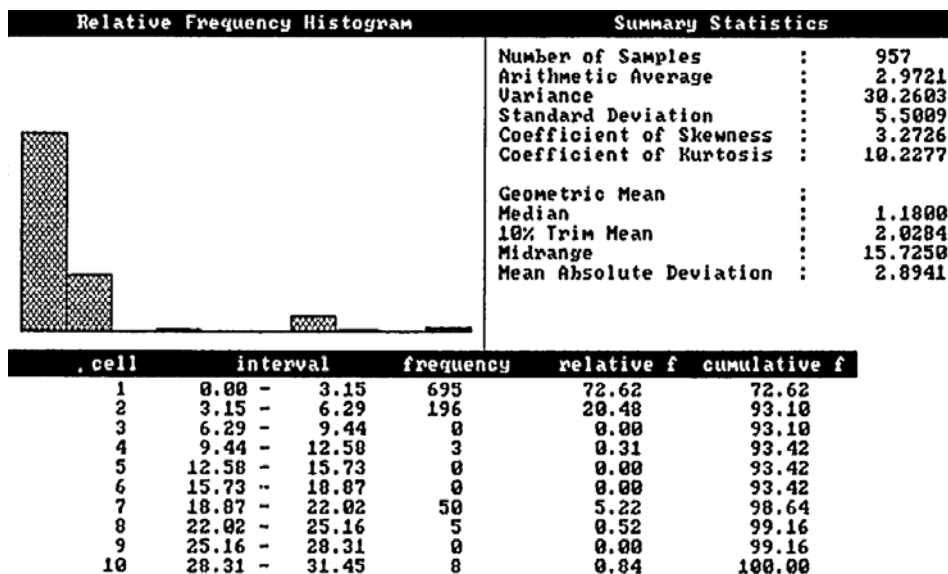 Relative Frequency Histogram
Summary Statistics
Number of Samples : 957
Arithmetic Average : 2.9721
Variance : 30.2603
Standard Deviation : 5.5009
Coefficient of Skewness : 3.2726
Coefficient of Kurtosis : 10.2277
Geometric Mean :
Median : 1.1800
10% Trim Mean : 2.0284
Midrange : 15.7250
Mean Absolute Deviation : 2.8941
cell interval frequency relative f cumulative f
1 0.00 - 3.15 695 72.62 72.62
2 3.15 - 6.29 196 20.48 93.10
3 6.29 - 9.44 0 0.00 93.10
4 9.44 - 12.58 3 0.31 93.42
5 12.58 - 15.73 0 0.00 93.42
6 15.73 - 18.87 0 0.00 93.42
7 18.87 - 22.02 50 5.22 98.64
8 22.02 - 25.16 5 0.52 99.16
9 25.16 - 28.31 0 0.00 99.16
10 28.31 - 31.45 8 0.84 100.00